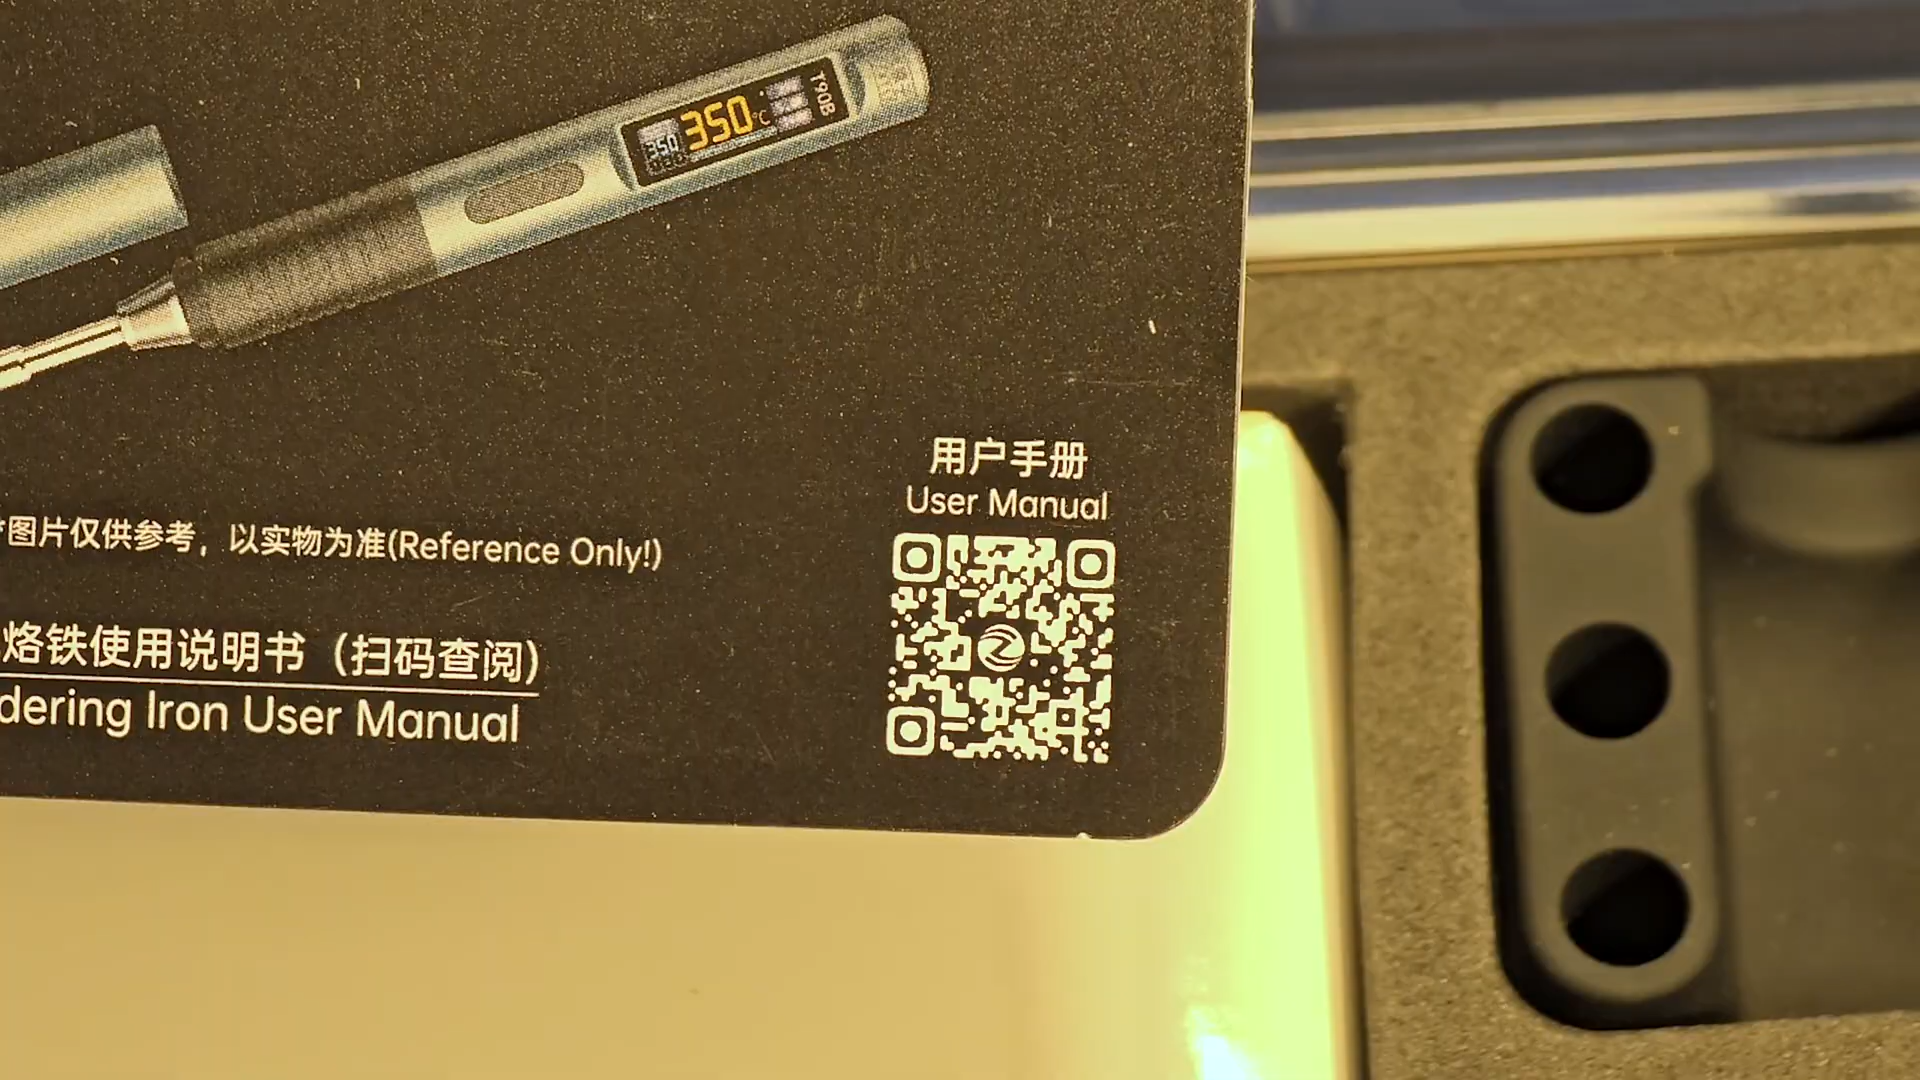 T90B
350°C
350
用户手册
User Manual
*图片仅供参考，以实物为准(Reference Only!)
烙铁使用说明书（扫码查阅）
dering Iron User Manual